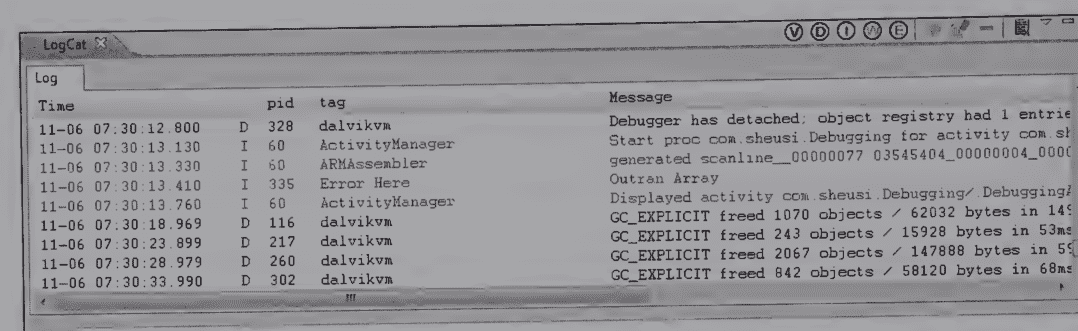 LogCat
V D I W E
Log
Time pid tag Message
11-06 07:30:12.800 D 328 dalvikvm Debugger has detached; object registry had 1 entrie
11-06 07:30:13.130 I 60 ActivityManager Start proc com.sheusi.Debugging for activity com.sh
11-06 07:30:13.330 I 60 ARMAssembler generated scanline__00000077_03545404_00000004_000(
11-06 07:30:13.410 I 335 Error Here Outran Array
11-06 07:30:13.760 I 60 ActivityManager Displayed activity com.sheusi.Debugging/.Debugging
11-06 07:30:18.969 D 116 dalvikvm GC_EXPLICIT freed 1070 objects / 62032 bytes in 149
11-06 07:30:23.899 D 217 dalvikvm GC_EXPLICIT freed 243 objects / 15928 bytes in 53ms
11-06 07:30:28.979 D 260 dalvikvm GC_EXPLICIT freed 2067 objects / 147888 bytes in 59
11-06 07:30:33.990 D 302 dalvikvm GC_EXPLICIT freed 842 objects / 58120 bytes in 68ms